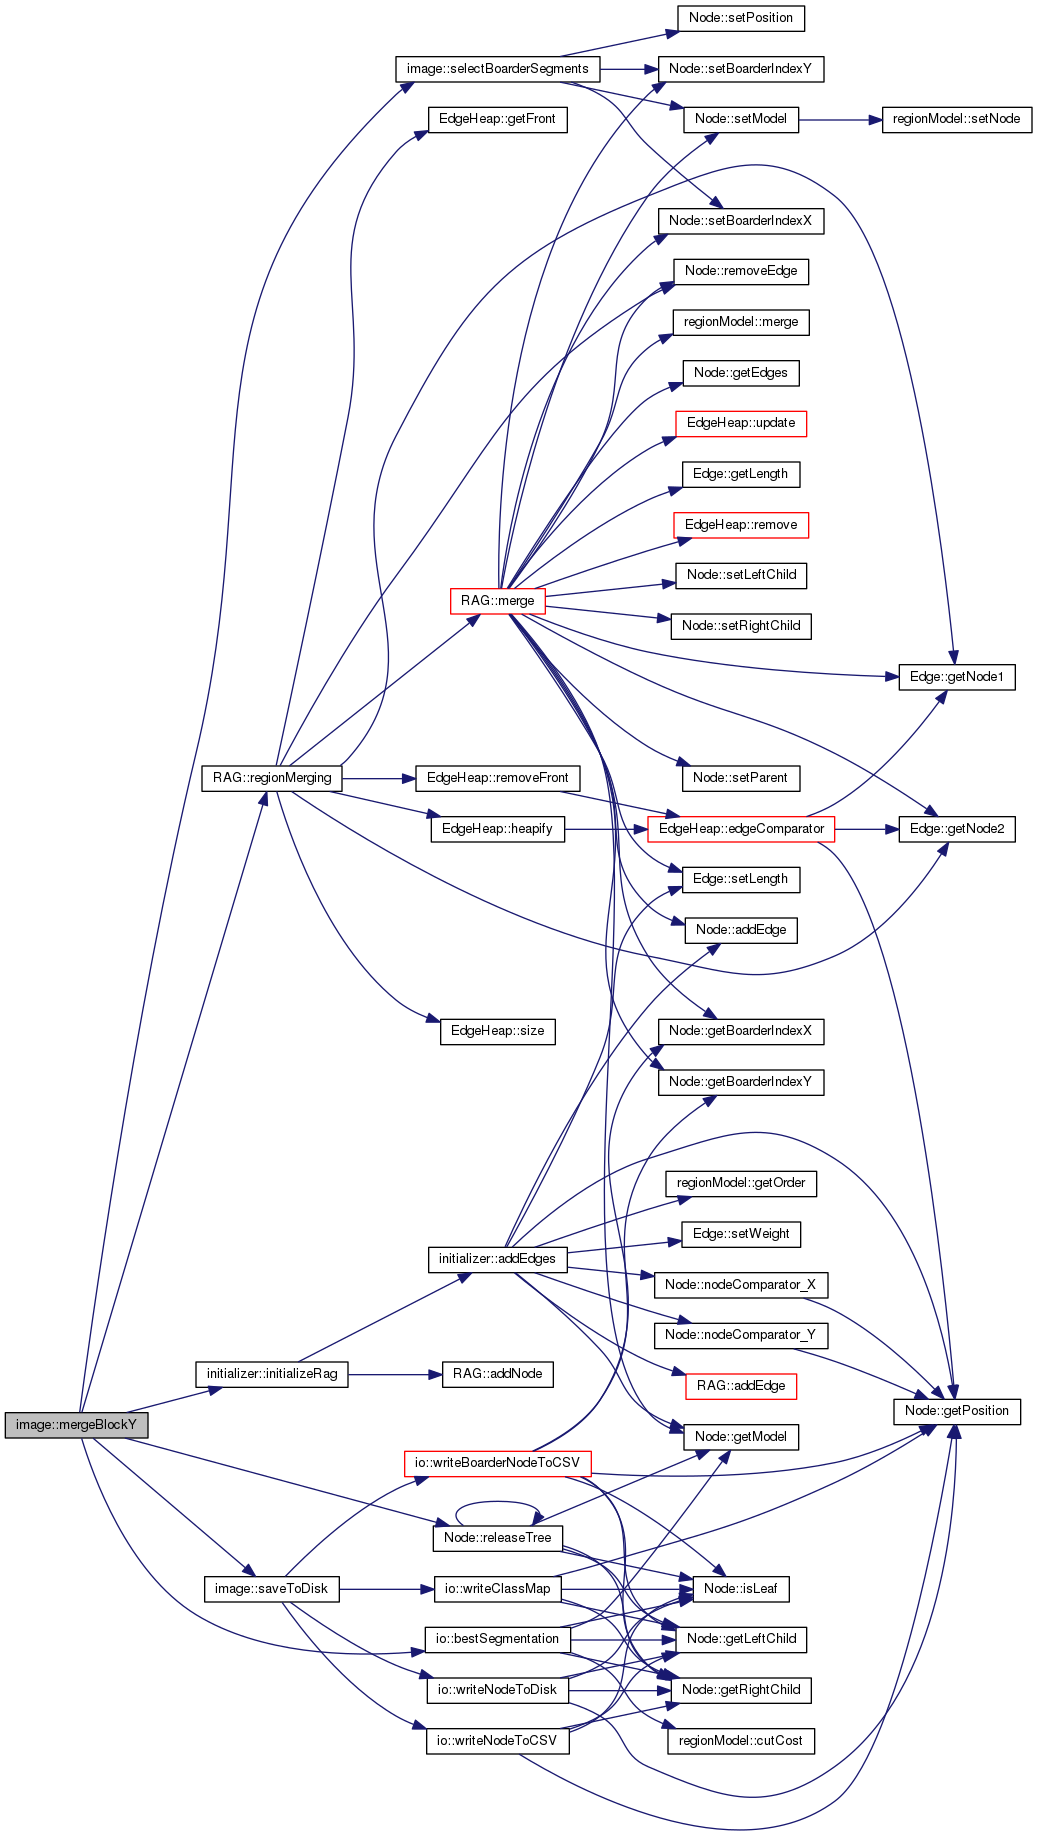 Node::setPosition
image::selectBoarderSegments
Node::setBoarderIndexY
EdgeHeap::getFront
Node::setModel
regionModel::setNode
Node::setBoarderIndexX
Node::removeEdge
regionModel::merge
Node::getEdges
EdgeHeap::update
Edge::getLength
EdgeHeap::remove
Node::setLeftChild
RAG::merge
Node::setRightChild
Edge::getNode1
RAG::regionMerging
EdgeHeap::removeFront
Node::setParent
EdgeHeap::heapify
EdgeHeap::edgeComparator
Edge::getNode2
Edge::setLength
Node::addEdge
EdgeHeap::size
Node::getBoarderIndexX
Node::getBoarderIndexY
regionModel::getOrder
Edge::setWeight
initializer::addEdges
Node::nodeComparator_X
Node::nodeComparator_Y
initializer::initializeRag
RAG::addNode
RAG::addEdge
Node::getPosition
image::mergeBlockY
Node::getModel
io::writeBoarderNodeToCSV
Node::releaseTree
image::saveToDisk
io::writeClassMap
Node::isLeaf
io::bestSegmentation
Node::getLeftChild
io::writeNodeToDisk
Node::getRightChild
io::writeNodeToCSV
regionModel::cutCost